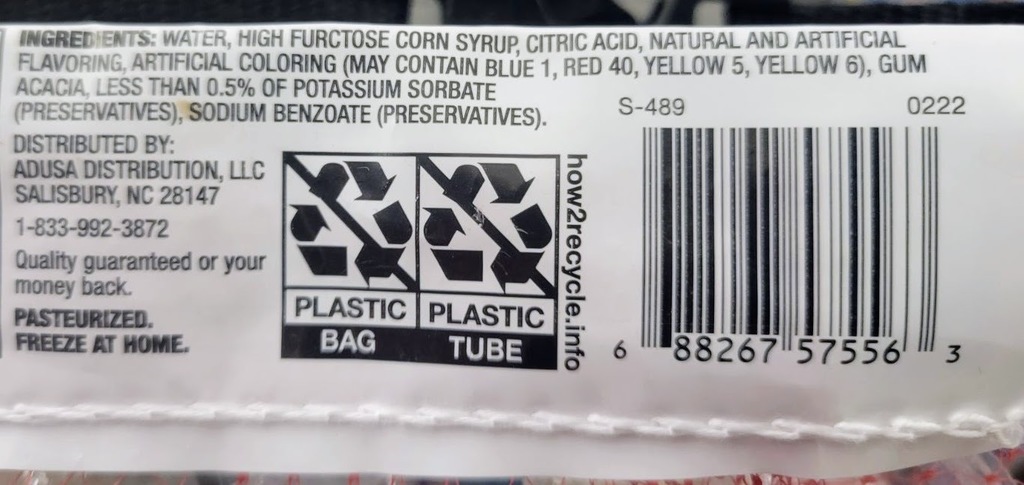 INGREDIENTS: WATER, HIGH FURCTOSE CORN SYRUP, CITRIC ACID, NATURAL AND ARTIFICIAL
FLAVORING, ARTIFICIAL COLORING (MAY CONTAIN BLUE 1, RED 40, YELLOW 5, YELLOW 6), GUM
ACACIA, LESS THAN 0.5% OF POTASSIUM SORBATE
(PRESERVATIVES), SODIUM BENZOATE (PRESERVATIVES).
DISTRIBUTED BY:
ADUSA DISTRIBUTION, LLC
SALISBURY, NC 28147
1-833-992-3872
Quality guaranteed or your
money back.
PASTEURIZED.
FREEZE AT HOME.
PLASTIC PLASTIC
BAG TUBE
how2recycle.info
S-489 0222
6 88267 57556 3